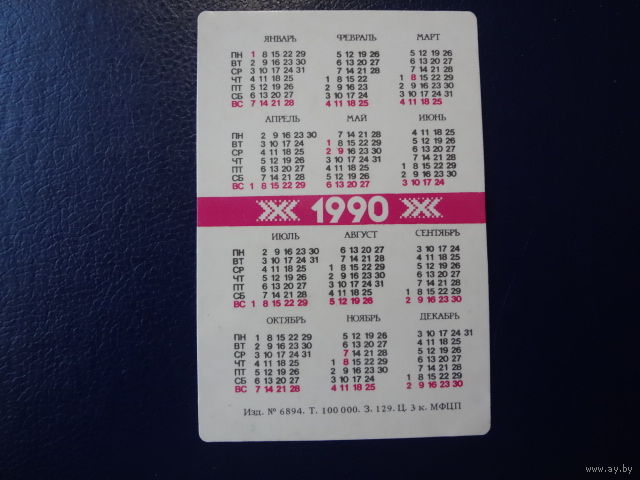 ЯНВАРЬ ФЕВРАЛЬ МАРТ
ПН 1 8 15 22 29 5 12 19 26 5 12 19 26
ВТ 2 9 16 23 30 6 13 20 27 6 13 20 27
СР 3 10 17 24 31 7 14 21 28 7 14 21 28
ЧТ 4 11 18 25 1 8 15 22 1 8 15 22 29
ПТ 5 12 19 26 2 9 16 23 2 9 16 23 30
СБ 6 13 20 27 3 10 17 24 3 10 17 24 31
ВС 7 14 21 28 4 11 18 25 4 11 18 25
АПРЕЛЬ МАЙ ИЮНЬ
ПН 2 9 16 23 30 7 14 21 28 4 11 18 25
ВТ 3 10 17 24 1 8 15 22 29 5 12 19 26
СР 4 11 18 25 2 9 16 23 30 6 13 20 27
ЧТ 5 12 19 26 3 10 17 24 31 7 14 21 28
ПТ 6 13 20 27 4 11 18 25 1 8 15 22 29
СБ 7 14 21 28 5 12 19 26 2 9 16 23 30
ВС 1 8 15 22 29 6 13 20 27 3 10 17 24
1990
ИЮЛЬ АВГУСТ СЕНТЯБРЬ
ПН 2 9 16 23 30 6 13 20 27 3 10 17 24
ВТ 3 10 17 24 31 7 14 21 28 4 11 18 25
СР 4 11 18 25 1 8 15 22 29 5 12 19 26
ЧТ 5 12 19 26 2 9 16 23 30 6 13 20 27
ПТ 6 13 20 27 3 10 17 24 31 7 14 21 28
СБ 7 14 21 28 4 11 18 25 1 8 15 22 29
ВС 1 8 15 22 29 5 12 19 26 2 9 16 23 30
ОКТЯБРЬ НОЯБРЬ ДЕКАБРЬ
ПН 1 8 15 22 29 5 12 19 26 3 10 17 24 31
ВТ 2 9 16 23 30 6 13 20 27 4 11 18 25
СР 3 10 17 24 31 7 14 21 28 5 12 19 26
ЧТ 4 11 18 25 1 8 15 22 29 6 13 20 27
ПТ 5 12 19 26 2 9 16 23 30 7 14 21 28
СБ 6 13 20 27 3 10 17 24 1 8 15 22 29
ВС 7 14 21 28 4 11 18 25 2 9 16 23 30
Изд. № 6894. Т. 100 000. З. 129. Ц. 3 к. МФЦП
www.ay.by